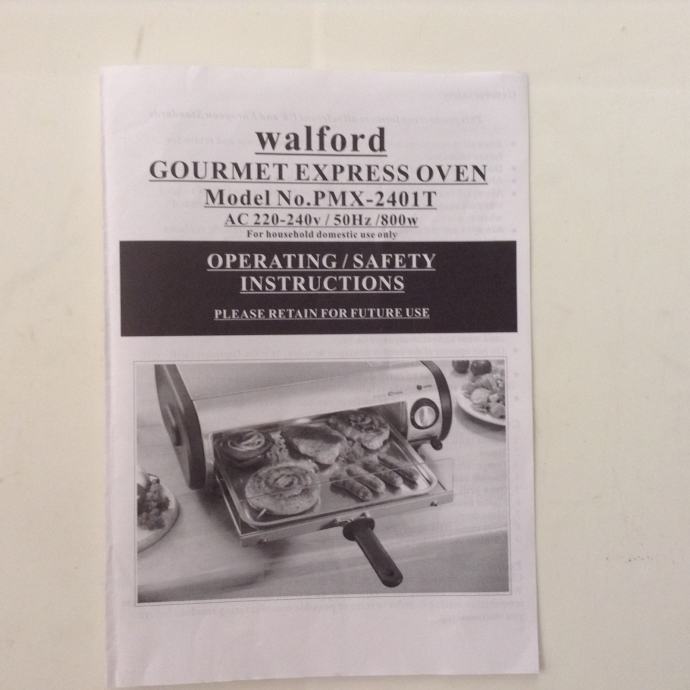 walford
GOURMET EXPRESS OVEN
Model No.PMX-2401T
AC 220-240v / 50Hz /800w
For household domestic use only
OPERATING / SAFETY
INSTRUCTIONS
PLEASE RETAIN FOR FUTURE USE